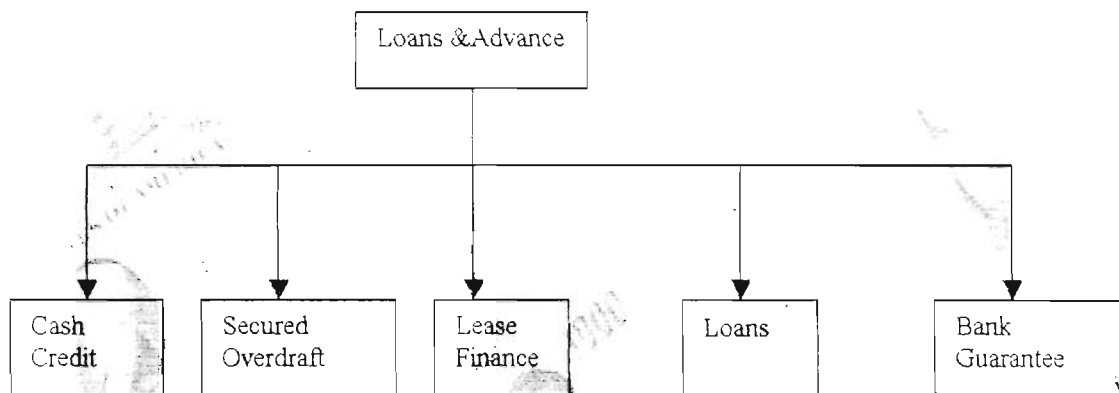 Loans &Advance
Cash
Credit
Secured
Overdraft
Lease
Finance
Loans
Bank
Guarantee